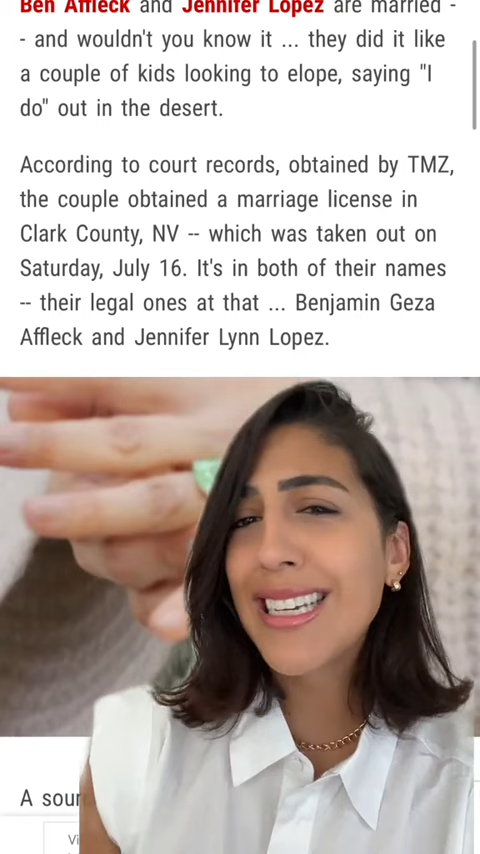 Ben Affleck and Jennifer Lopez are married -
- and wouldn't you know it ... they did it like
a couple of kids looking to elope, saying "I
do" out in the desert.
According to court records, obtained by TMZ,
the couple obtained a marriage license in
Clark County, NV -- which was taken out on
Saturday, July 16. It's in both of their names
-- their legal ones at that ... Benjamin Geza
Affleck and Jennifer Lynn Lopez.
A sour
Vi